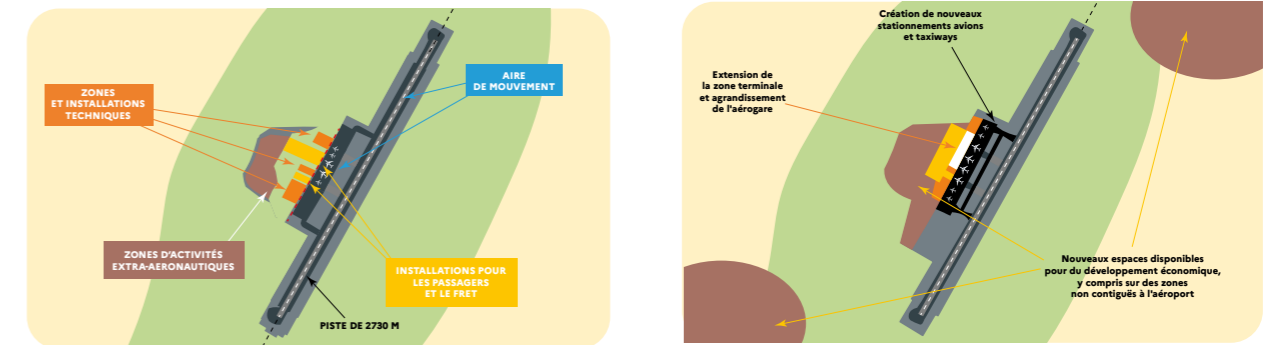 ZONES
ET INSTALLATIONS
TECHNIQUES
AIRE
DE MOUVEMENT
ZONES D'ACTIVITÉS
EXTRA-AERONAUTIQUES
INSTALLATIONS POUR
LES PASSAGERS
ET LE FRET
PISTE DE 2730 M
Création de nouveaux
stationnements avions
et taxiways
Extension de
la zone terminale
et agrandissement
de l'aérogare
Nouveaux espaces disponibles
pour du développement économique,
y compris sur des zones
non contiguës à l'aéroport